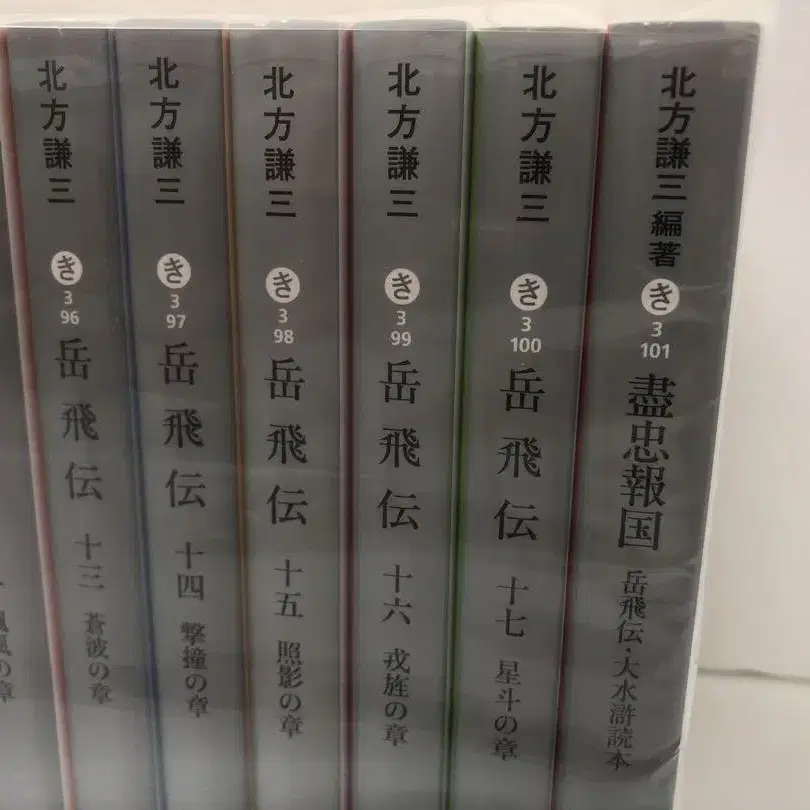 北方謙三
き
3
96
岳飛伝 十三 蒼波の章
北方謙三
き
3
97
岳飛伝 十四 撃撞の章
北方謙三
き
3
98
岳飛伝 十五 照影の章
北方謙三
き
3
99
岳飛伝 十六 戎旌の章
北方謙三
き
3
100
岳飛伝 十七 星斗の章
北方謙三 編著
き
3
101
盡忠報国 岳飛伝・大水滸読本
の章